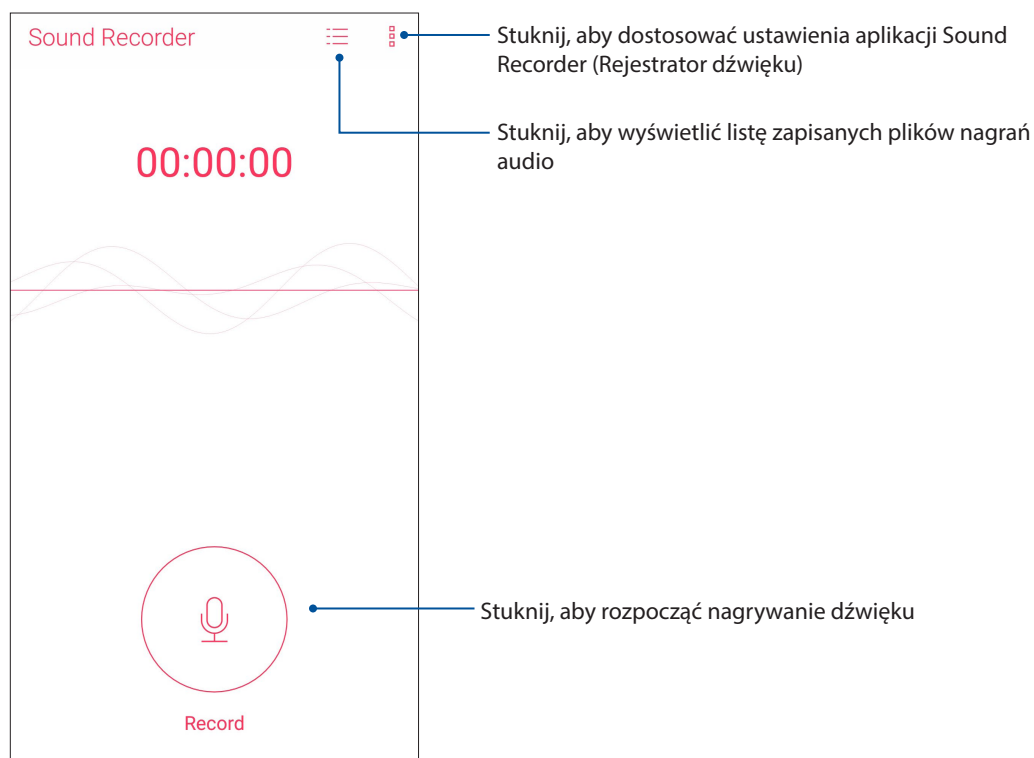 Sound Recorder
Stuknij, aby dostosować ustawienia aplikacji Sound
Recorder (Rejestrator dźwięku)
Stuknij, aby wyświetlić listę zapisanych plików nagrań
audio
00:00:00
Stuknij, aby rozpocząć nagrywanie dźwięku
Record